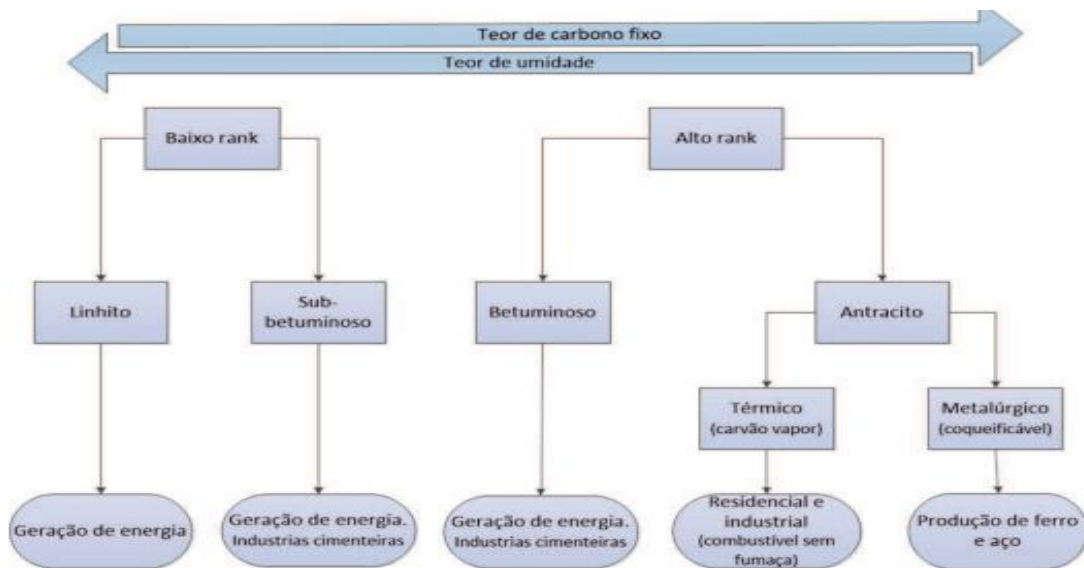 Teor de carbono fixo
Teor de umidade
Baixo rank
Alto rank
Linhito
Sub-
betuminoso
Betuminoso
Antracito
Térmico
(carvão vapor)
Metalúrgico
(coqueificável)
Geração de energia
Geração de energia.
Industrias cimenteiras
Geração de energia.
Industrias cimenteiras
Residencial e
industrial
(combustível sem
fumaça)
Produção de ferro
e aço